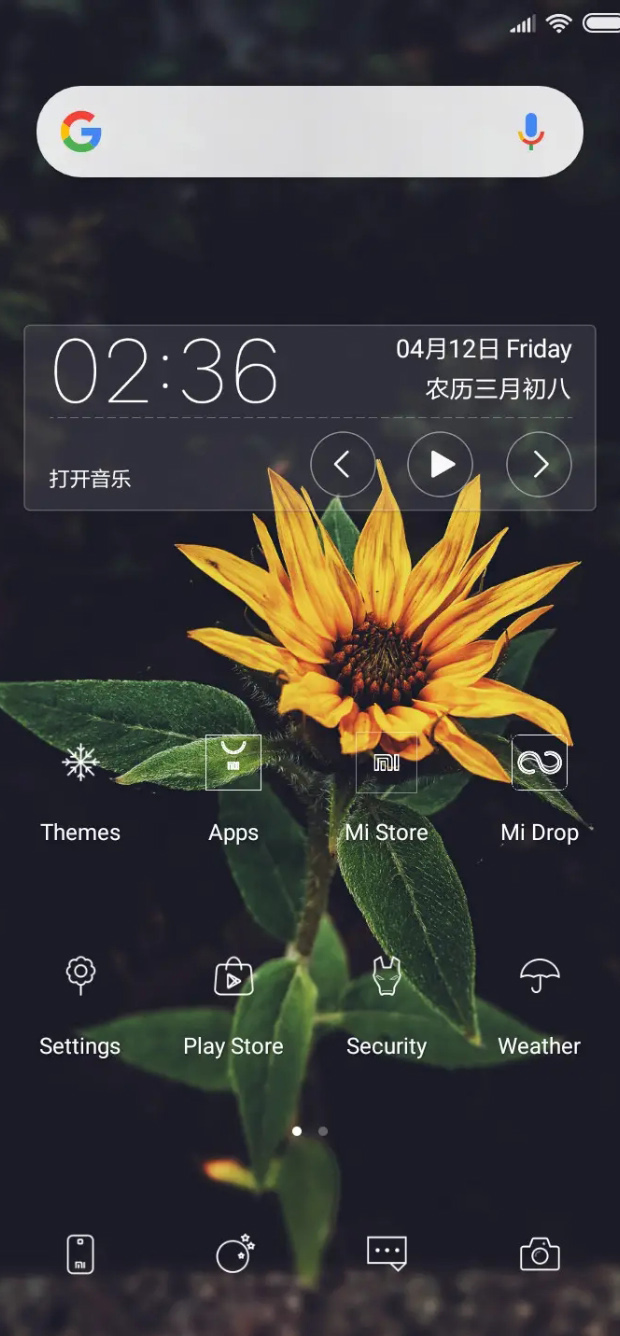 02:36
04月12日 Friday
农历三月初八
打开音乐
Themes
Apps
Mi Store
Mi Drop
Settings
Play Store
Security
Weather